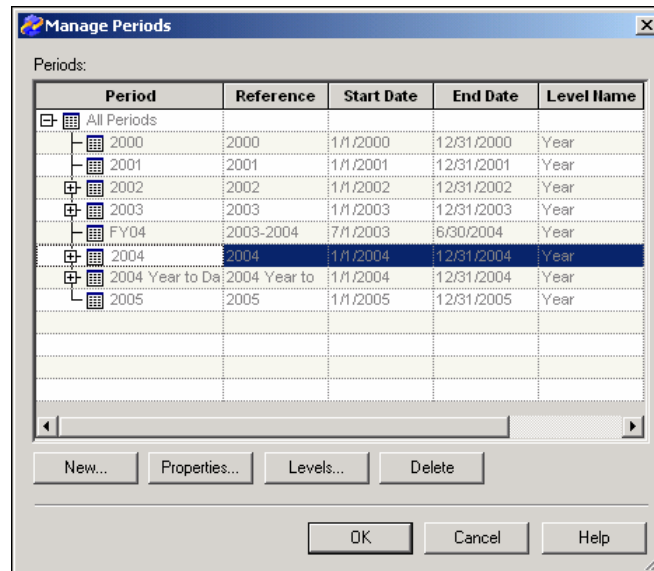 Manage Periods
Periods:
Period Reference Start Date End Date Level Name
All Periods
2000 2000 1/1/2000 12/31/2000 Year
2001 2001 1/1/2001 12/31/2001 Year
2002 2002 1/1/2002 12/31/2002 Year
2003 2003 1/1/2003 12/31/2003 Year
FY04 2003-2004 7/1/2003 6/30/2004 Year
2004 2004 1/1/2004 12/31/2004 Year
2004 Year to Da 2004 Year to 1/1/2004 12/31/2004 Year
2005 2005 1/1/2005 12/31/2005 Year
New... Properties... Levels... Delete
OK Cancel Help